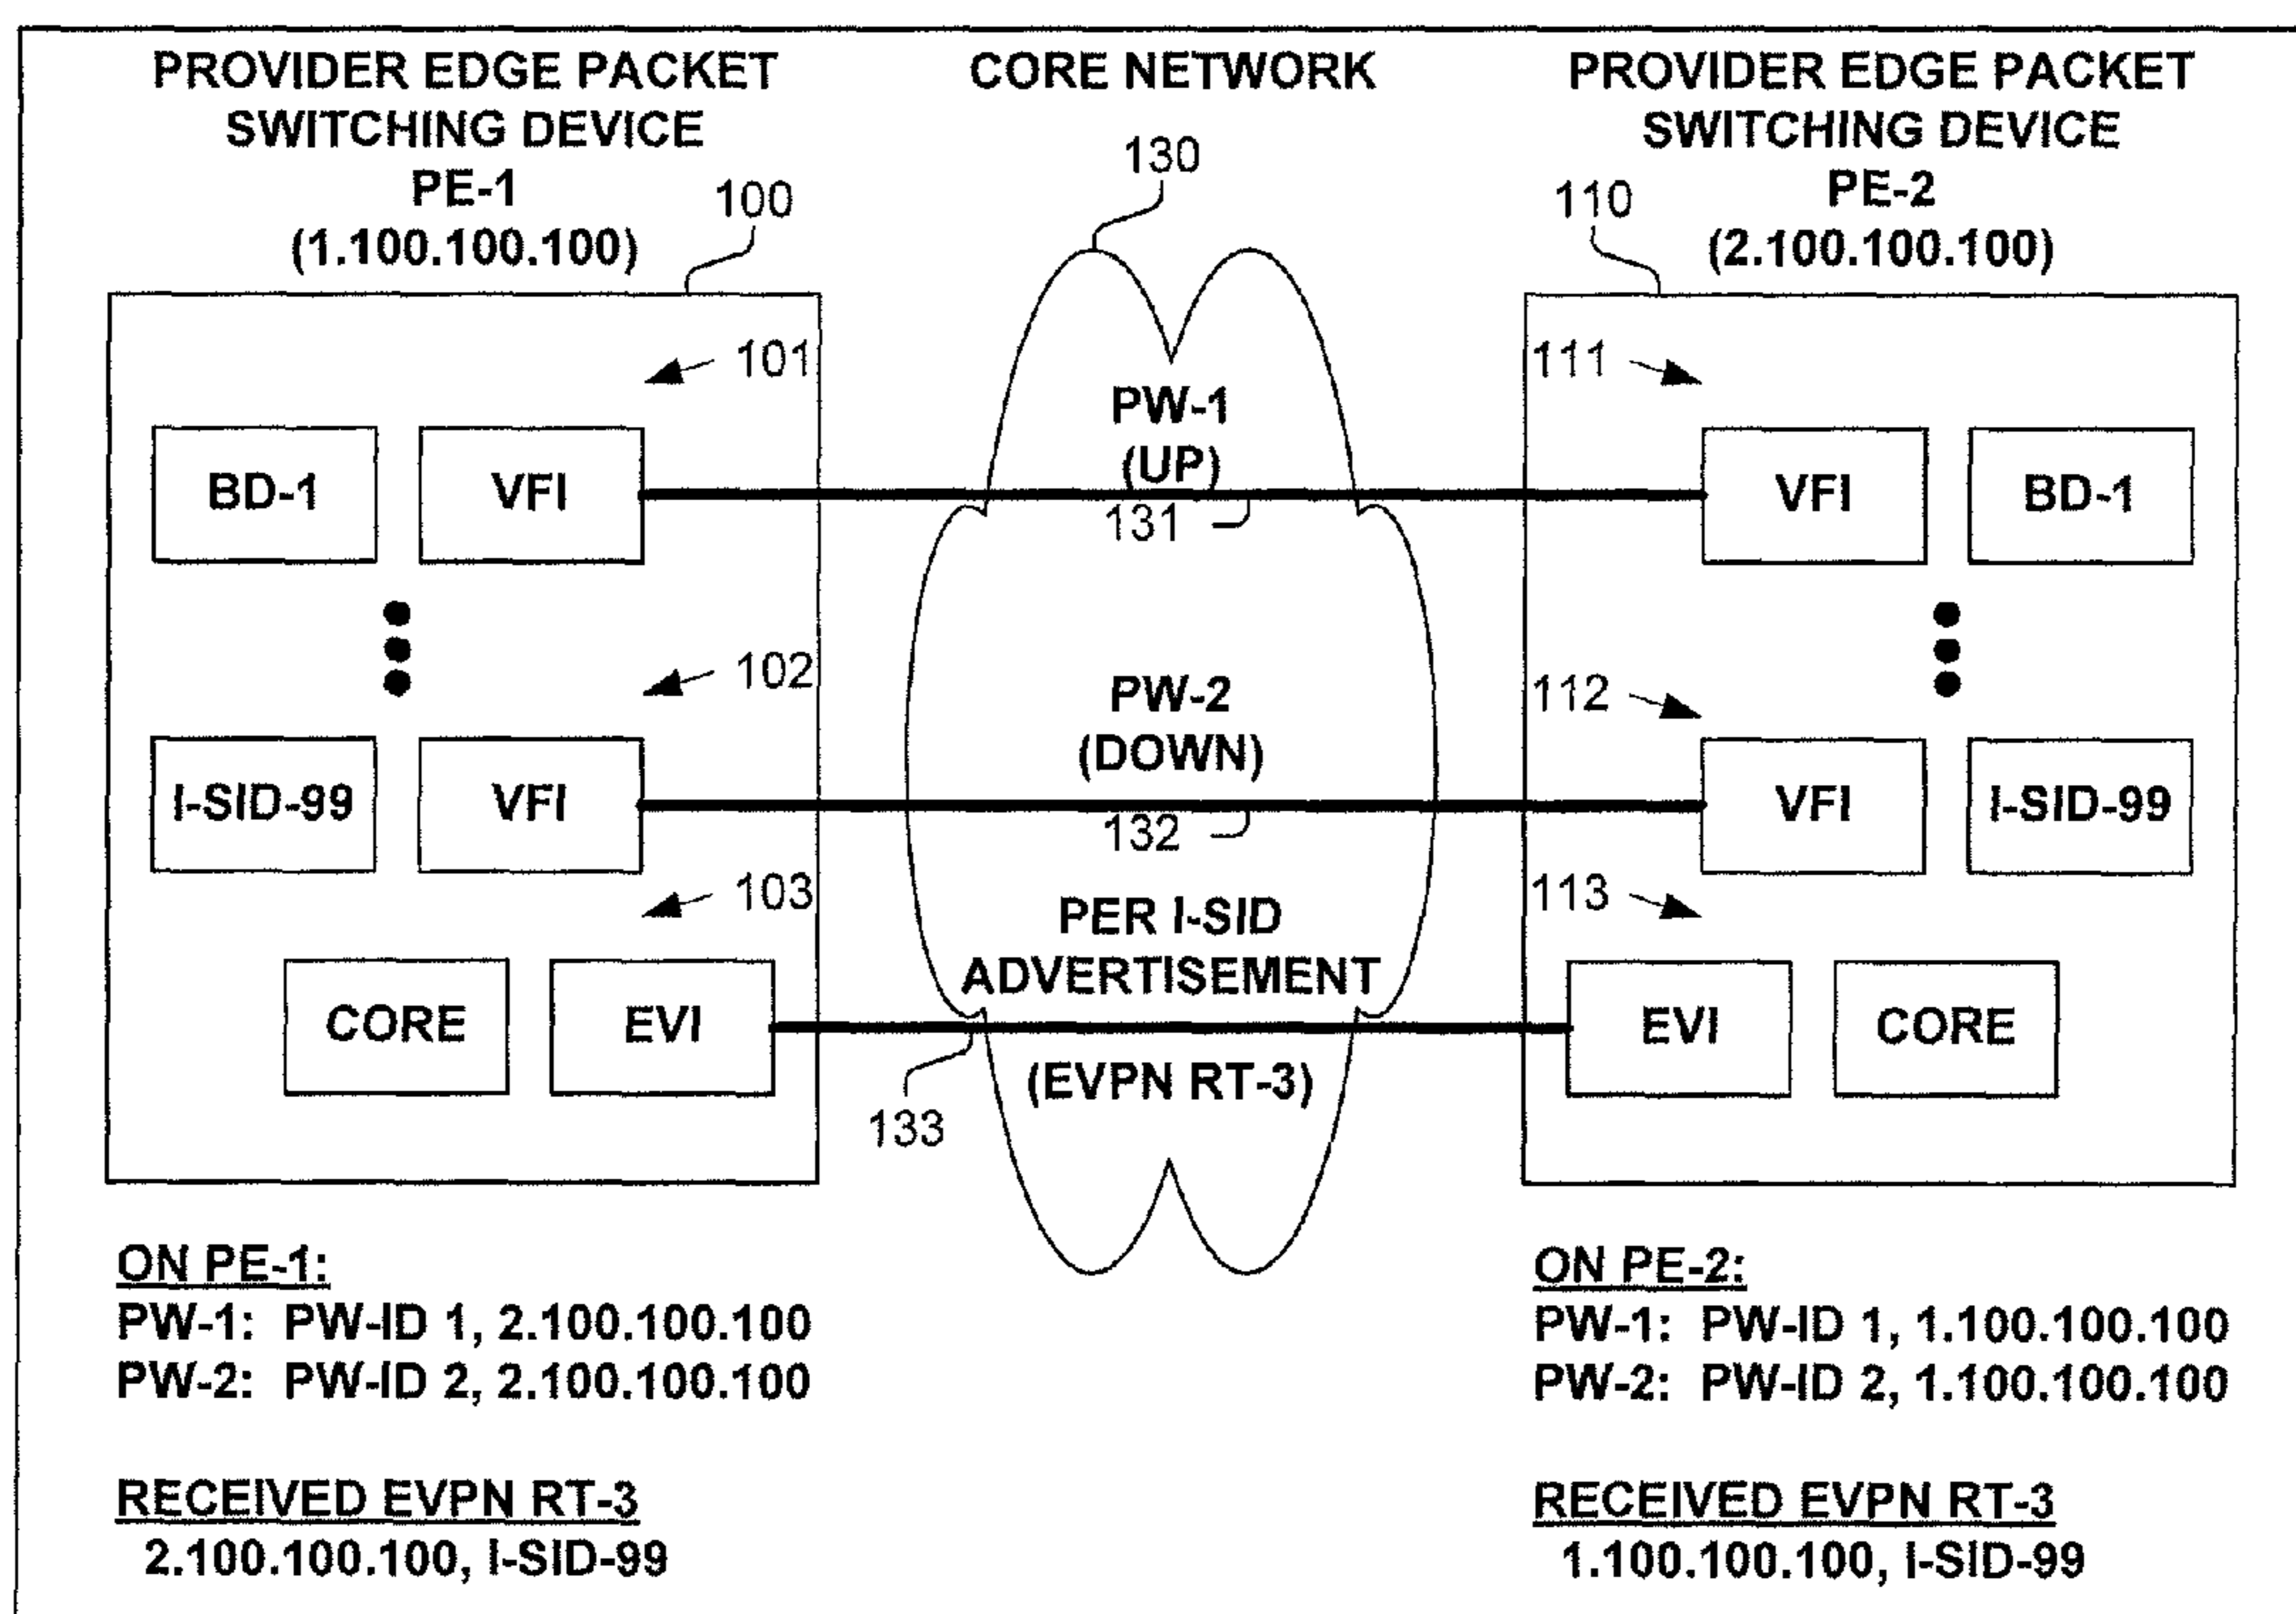 PROVIDER EDGE PACKET
SWITCHING DEVICE
PE-1
(1.100.100.100)
100
CORE NETWORK
130
PROVIDER EDGE PACKET
SWITCHING DEVICE
PE-2
(2.100.100.100)
110
101
BD-1
VFI
102
I-SID-99
VFI
103
CORE
EVI
PW-1
(UP)
131
PW-2
(DOWN)
132
PER I-SID
ADVERTISEMENT
(EVPN RT-3)
133
111
VFI
BD-1
112
VFI
I-SID-99
113
EVI
CORE
ON PE-1:
PW-1: PW-ID 1, 2.100.100.100
PW-2: PW-ID 2, 2.100.100.100
RECEIVED EVPN RT-3
2.100.100.100, I-SID-99
ON PE-2:
PW-1: PW-ID 1, 1.100.100.100
PW-2: PW-ID 2, 1.100.100.100
RECEIVED EVPN RT-3
1.100.100.100, I-SID-99